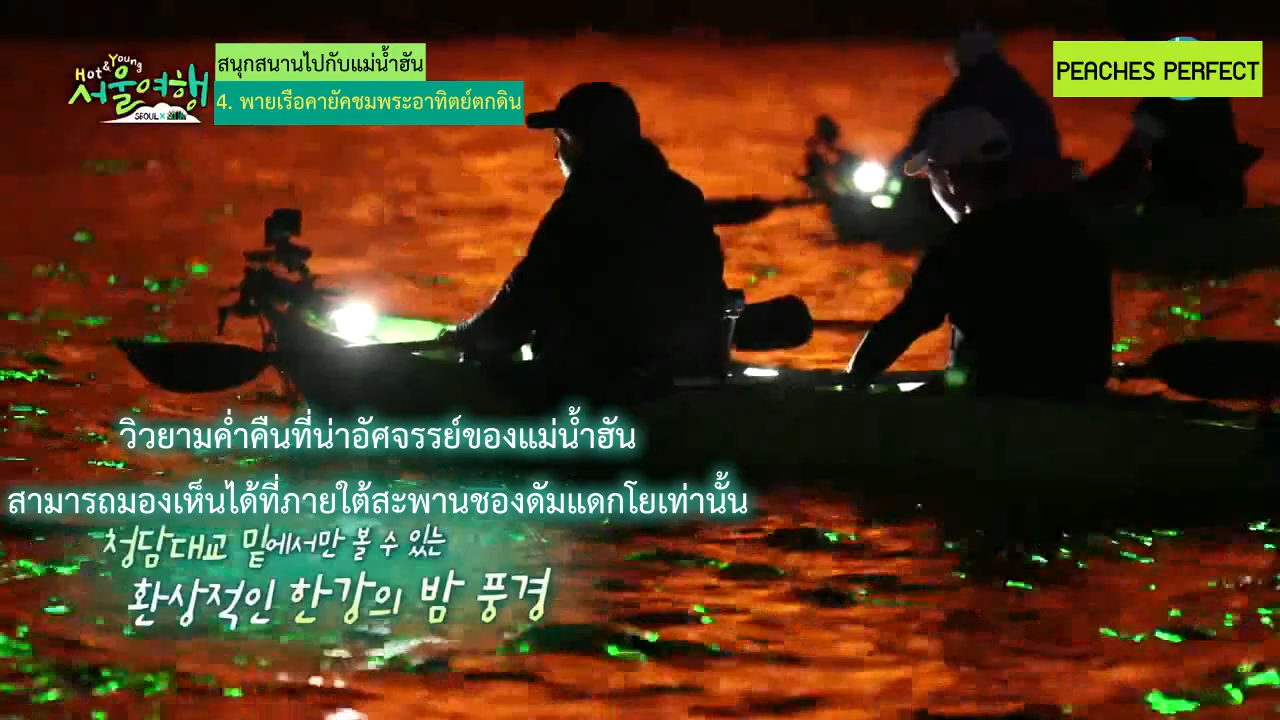 Hot&Young
서울여행
SEOUL×
สนุกสนานไปกับแม่น้ำฮัน
4. พายเรือคายัคชมพระอาทิตย์ตกดิน
PEACHES PERFECT
วิวยามค่ำคืนที่น่าอัศจรรย์ของแม่น้ำฮัน
สามารถมองเห็นได้ที่ภายใต้สะพานชองดัมแดกโยเท่านั้น
청담대교 밑에서만 볼 수 있는
환상적인 한강의 밤 풍경